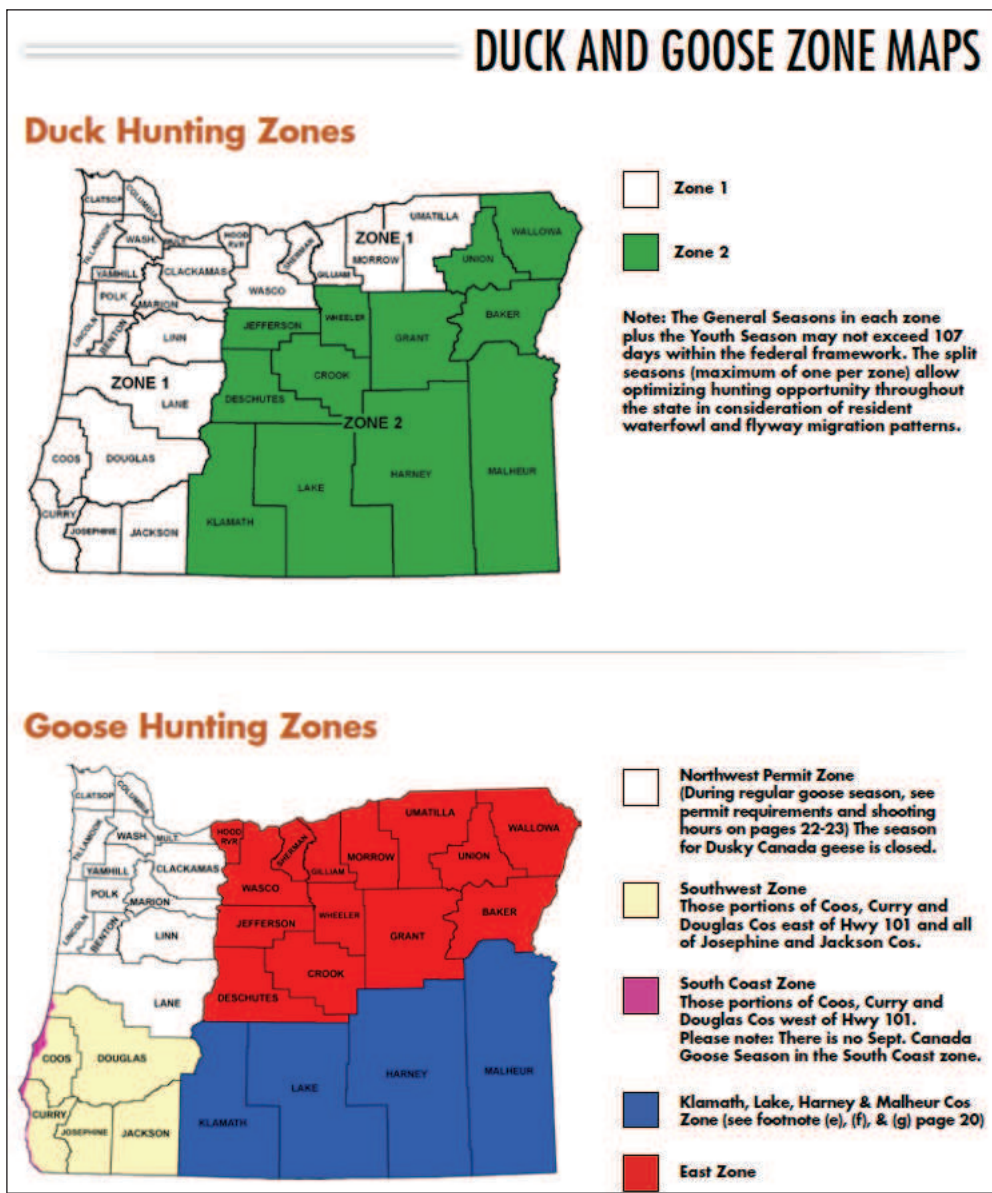 DUCK AND GOOSE ZONE MAPS
Duck Hunting Zones
CLATSOP
COLUMBIA
TILLAMOOK
WASH.
MULT.
HOOD
RVR
SHERMAN
UMATILLA
WALLOWA
ZONE 1
MORROW
UNION
GILLIAM
YAMHILL
CLACKAMAS
WASCO
POLK
MARION
LINCOLN
BENTON
LINN
JEFFERSON
WHEELER
GRANT
BAKER
ZONE 1
LANE
CROOK
DESCHUTES
ZONE 2
COOS
DOUGLAS
LAKE
HARNEY
MALHEUR
CURRY
JOSEPHINE
JACKSON
KLAMATH
Zone 1
Zone 2
Note: The General Seasons in each zone
plus the Youth Season may not exceed 107
days within the federal framework. The split
seasons (maximum of one per zone) allow
optimizing hunting opportunity throughout
the state in consideration of resident
waterfowl and flyway migration patterns.
Goose Hunting Zones
CLATSOP
COLUMBIA
TILLAMOOK
WASH.
MULT.
HOOD
RVR
SHERMAN
UMATILLA
WALLOWA
MORROW
UNION
GILLIAM
YAMHILL
CLACKAMAS
WASCO
POLK
MARION
LINCOLN
BENTON
LINN
JEFFERSON
WHEELER
GRANT
BAKER
LANE
CROOK
DESCHUTES
COOS
DOUGLAS
LAKE
HARNEY
MALHEUR
CURRY
JOSEPHINE
JACKSON
KLAMATH
Northwest Permit Zone
(During regular goose season, see
permit requirements and shooting
hours on pages 22-23) The season
for Dusky Canada geese is closed.
Southwest Zone
Those portions of Coos, Curry and
Douglas Cos east of Hwy 101 and all
of Josephine and Jackson Cos.
South Coast Zone
Those portions of Coos, Curry and
Douglas Cos west of Hwy 101.
Please note: There is no Sept. Canada
Goose Season in the South Coast zone.
Klamath, Lake, Harney & Malheur Cos
Zone (see footnote (e), (f), & (g) page 20)
East Zone